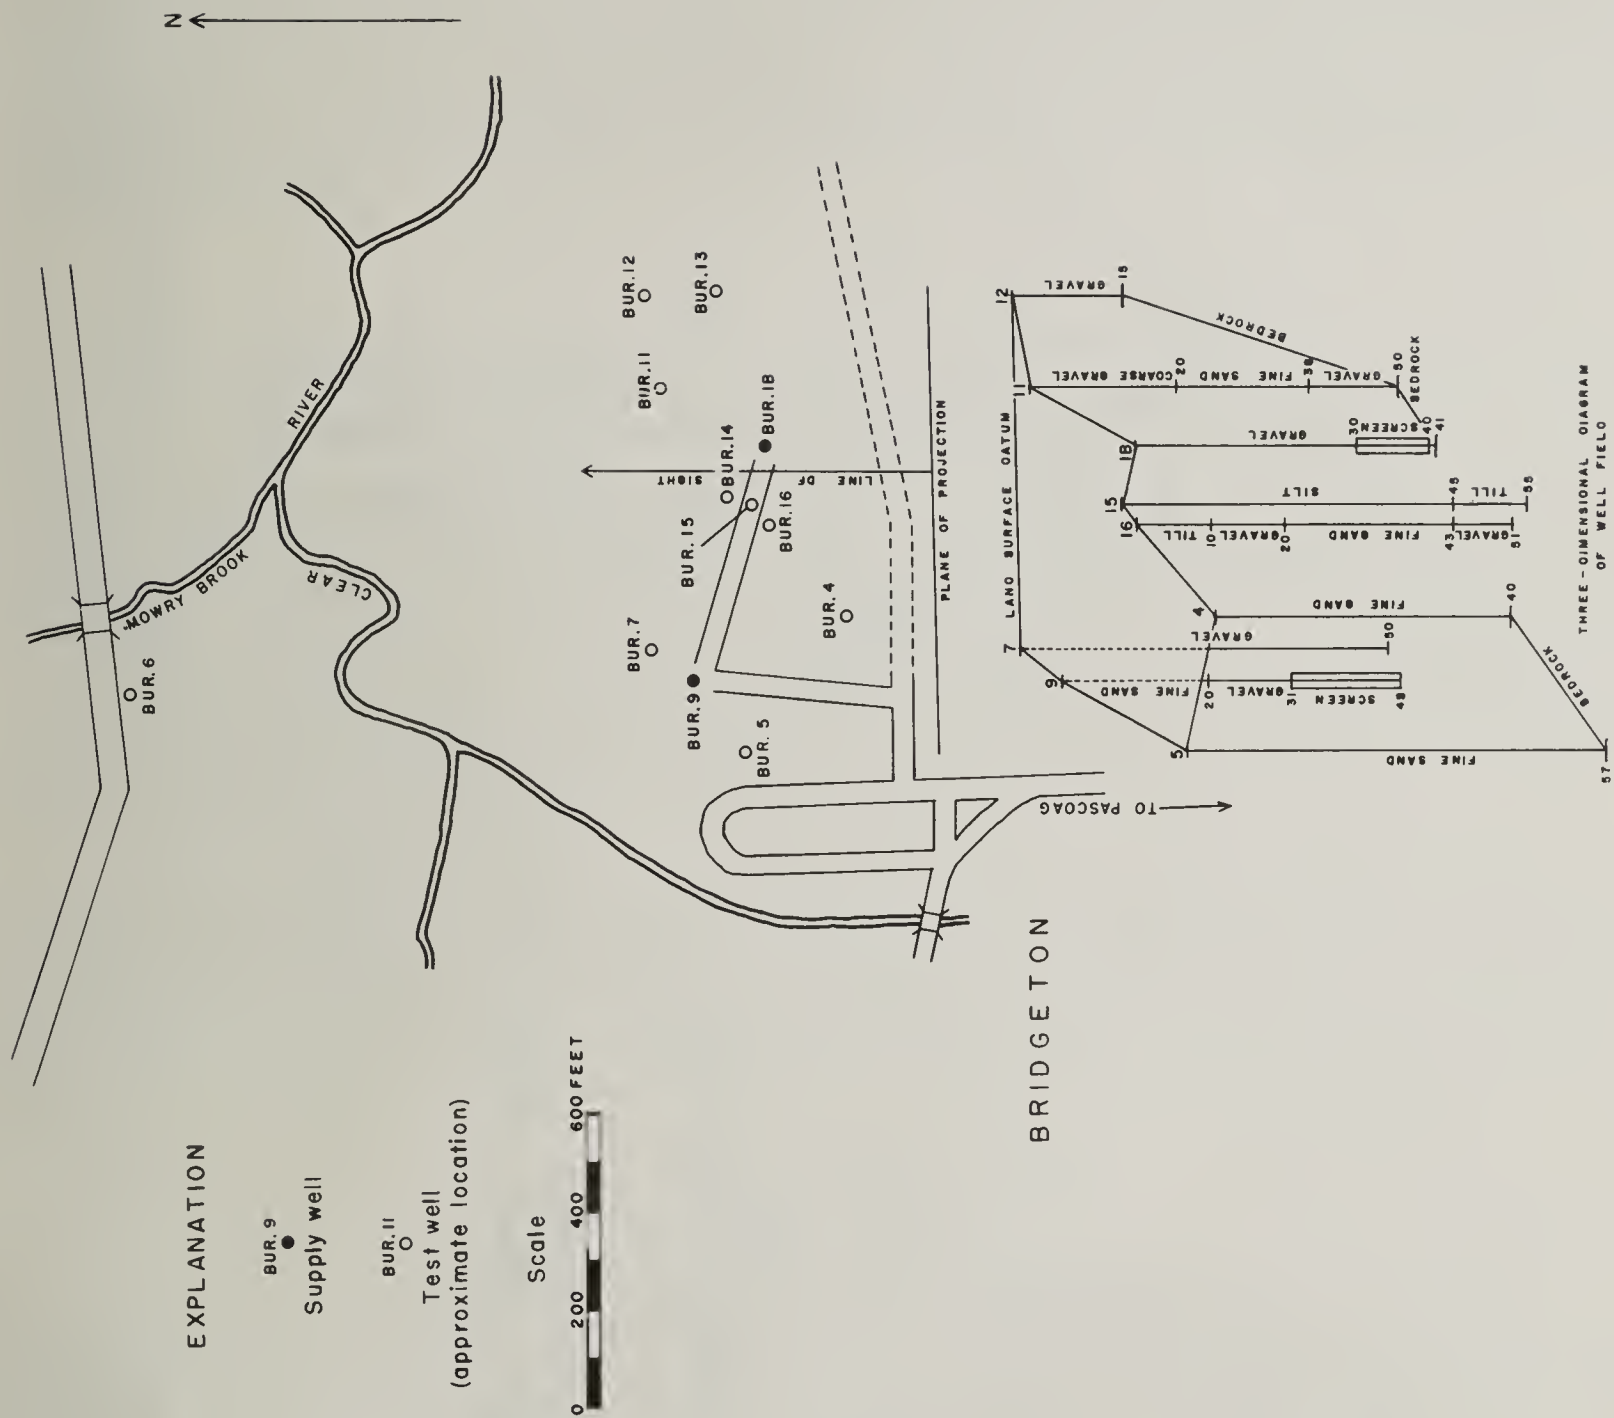 N
MOWRY BROOK
CLEAR
RIVER
BUR. 6
BUR. 12
BUR. 13
BUR. 11
BUR. 14
BUR. 18
BUR. 15
BUR. 16
BUR. 7
BUR. 4
BUR. 9
BUR. 5
LINE OF SIGHT
PLANE OF PROJECTION
TO PASCOAG
BRIDGETON
EXPLANATION
BUR. 9
Supply well
BUR. 11
Test well
(approximate location)
Scale
0 200 400 600 FEET
LAND SURFACE DATUM
5
FINE SAND
57
9
FINE SAND
20
GRAVEL
31
SCREEN
49
7
GRAVEL
50
4
FINE SAND
40
BEDROCK
16
TILL
10
GRAVEL
20
FINE SAND
43
GRAVEL
51
15
SILT
45
TILL
55
18
GRAVEL
30
SCREEN
40
41
11
COARSE GRAVEL
20
FINE SAND
38
GRAVEL
50
BEDROCK
12
GRAVEL
15
BEDROCK
THREE-DIMENSIONAL DIAGRAM
OF WELL FIELD